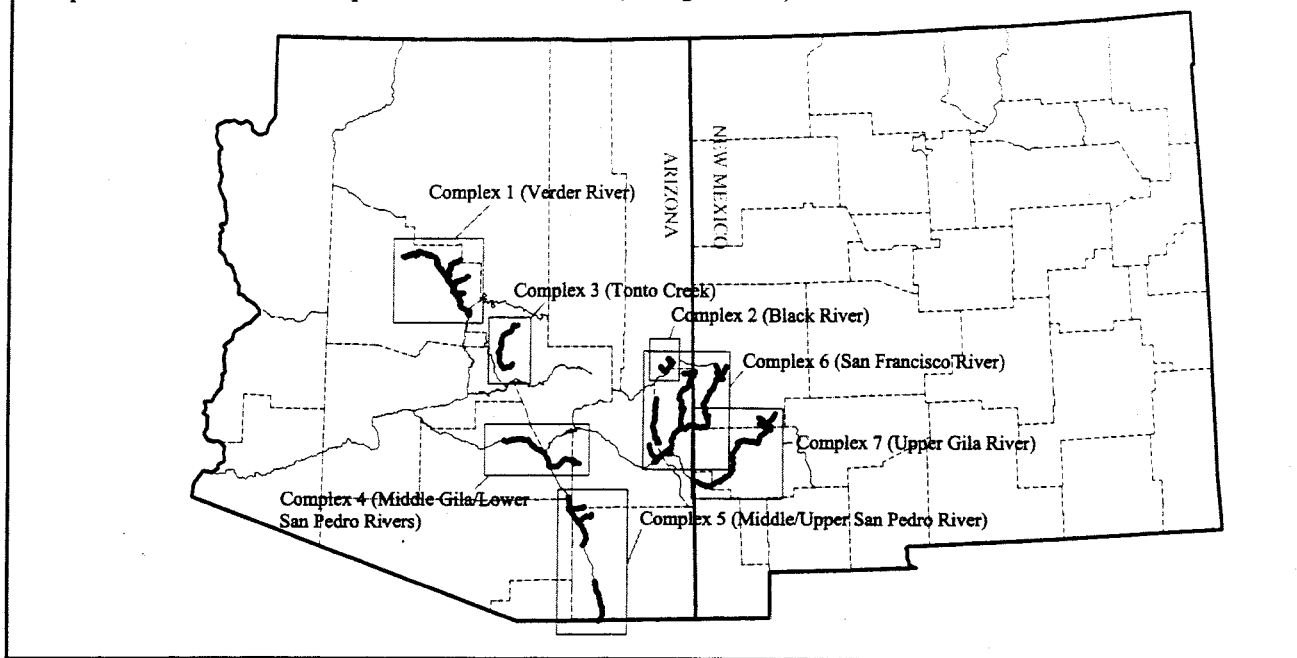 NEW MEXICO
ARIZONA
Complex 1 (Verder River)
Complex 3 (Tonto Creek)
Complex 2 (Black River)
Complex 6 (San Francisco River)
Complex 7 (Upper Gila River)
Complex 4 (Middle Gila/Lower
San Pedro Rivers)
Complex 5 (Middle/Upper San Pedro River)